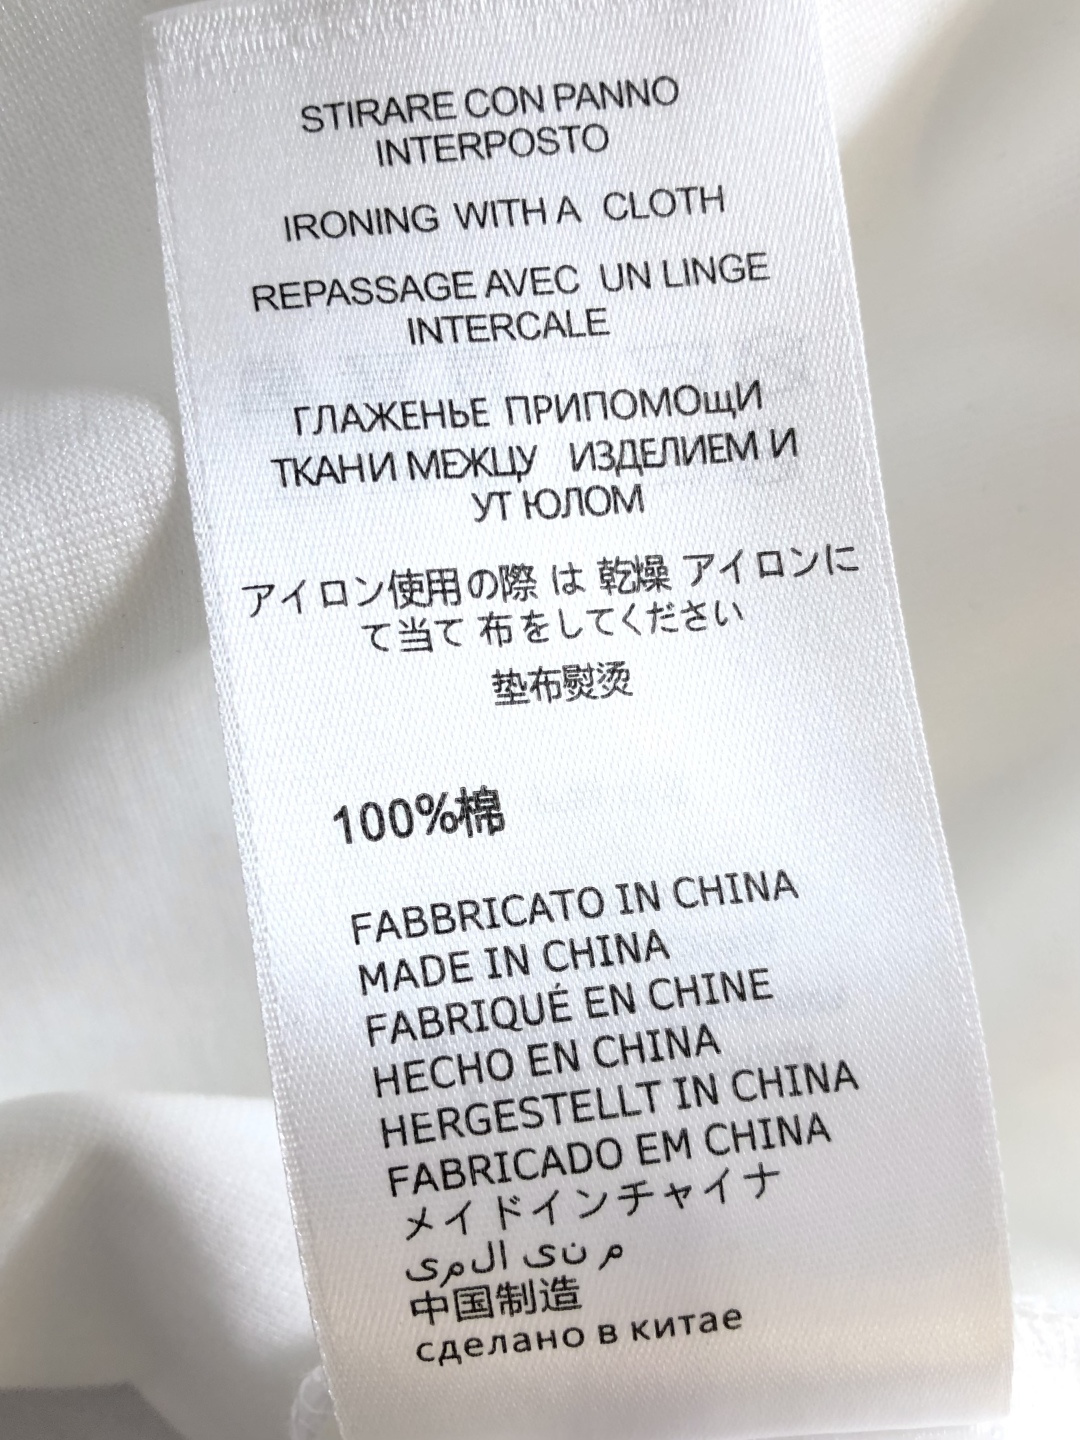 STIRARE CON PANNO
INTERPOSTO
IRONING WITH A CLOTH
REPASSAGE AVEC UN LINGE
INTERCALE
ГЛАЖЕНЬЕ ПРИПОМОщИ
ТКАНИ МЕЖЦУ ИЗДЕЛИЕМ И
УТ ЮЛОМ
アイロン使用の際 は 乾燥 アイロンに
て当て 布をしてください
垫布熨烫
100%棉
FABBRICATO IN CHINA
MADE IN CHINA
FABRIQUÉ EN CHINE
HECHO EN CHINA
HERGESTELLT IN CHINA
FABRICADO EM CHINA
メイ ドインチャイナ
م نى المى
中国制造
сделано в китае